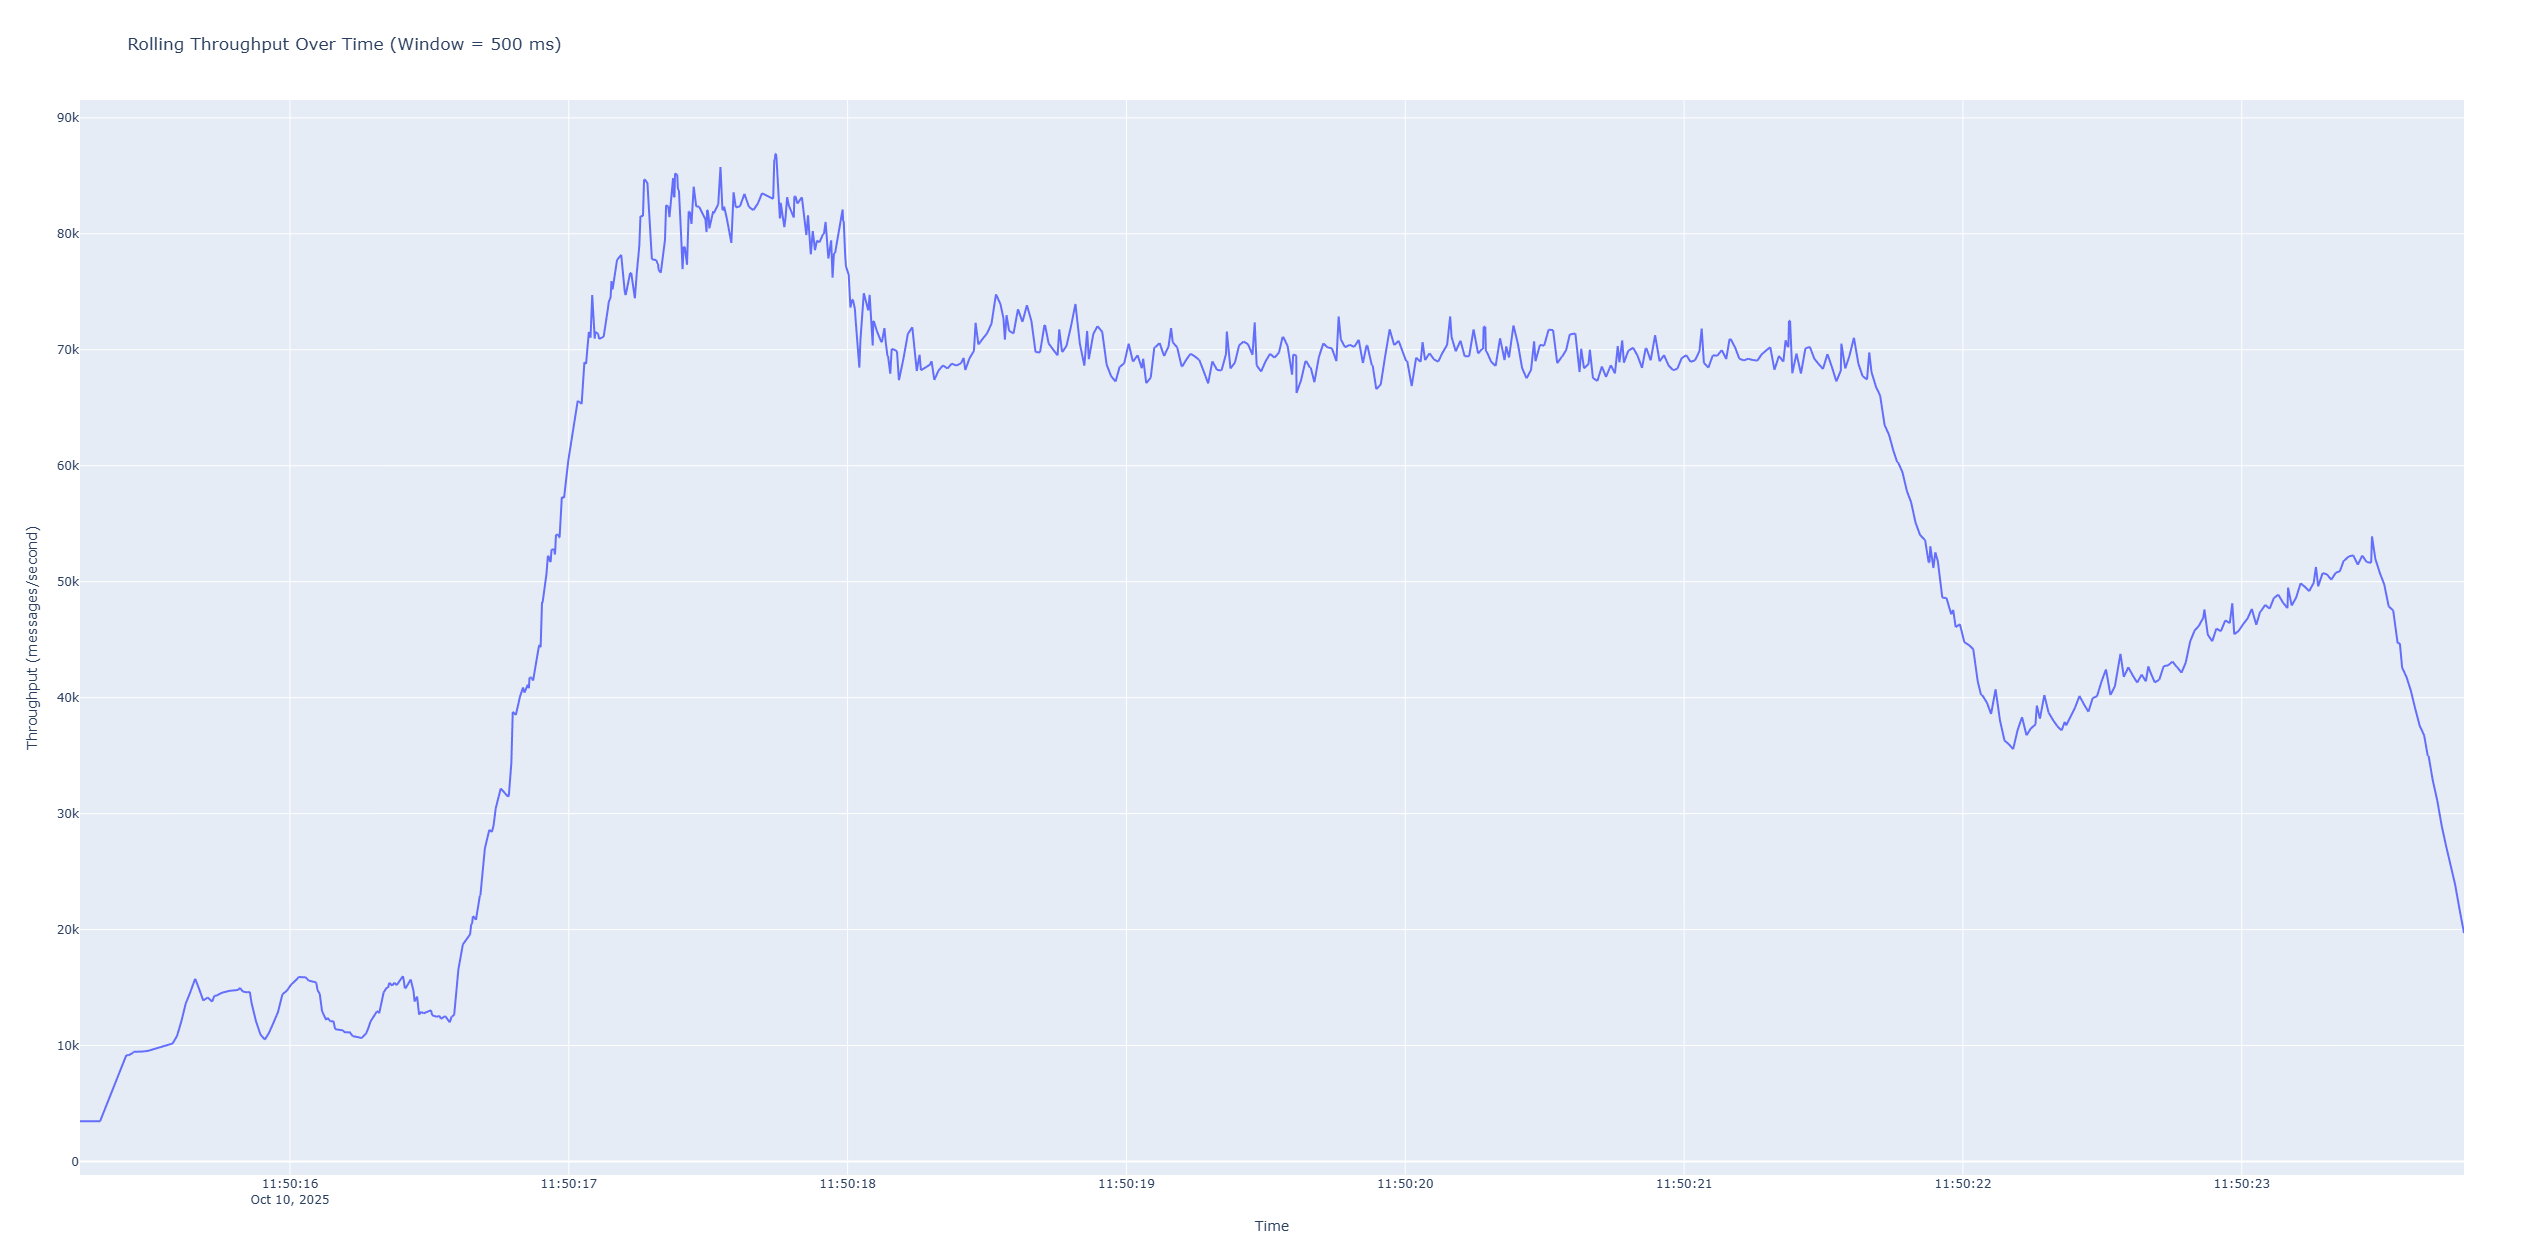 Rolling Throughput Over Time (Window = 500 ms)
90k
80k
70k
60k
50k
40k
30k
20k
10k
0
Throughput (messages/second)
11:50:16
Oct 10, 2025
11:50:17
11:50:18
11:50:19
11:50:20
11:50:21
11:50:22
11:50:23
Time